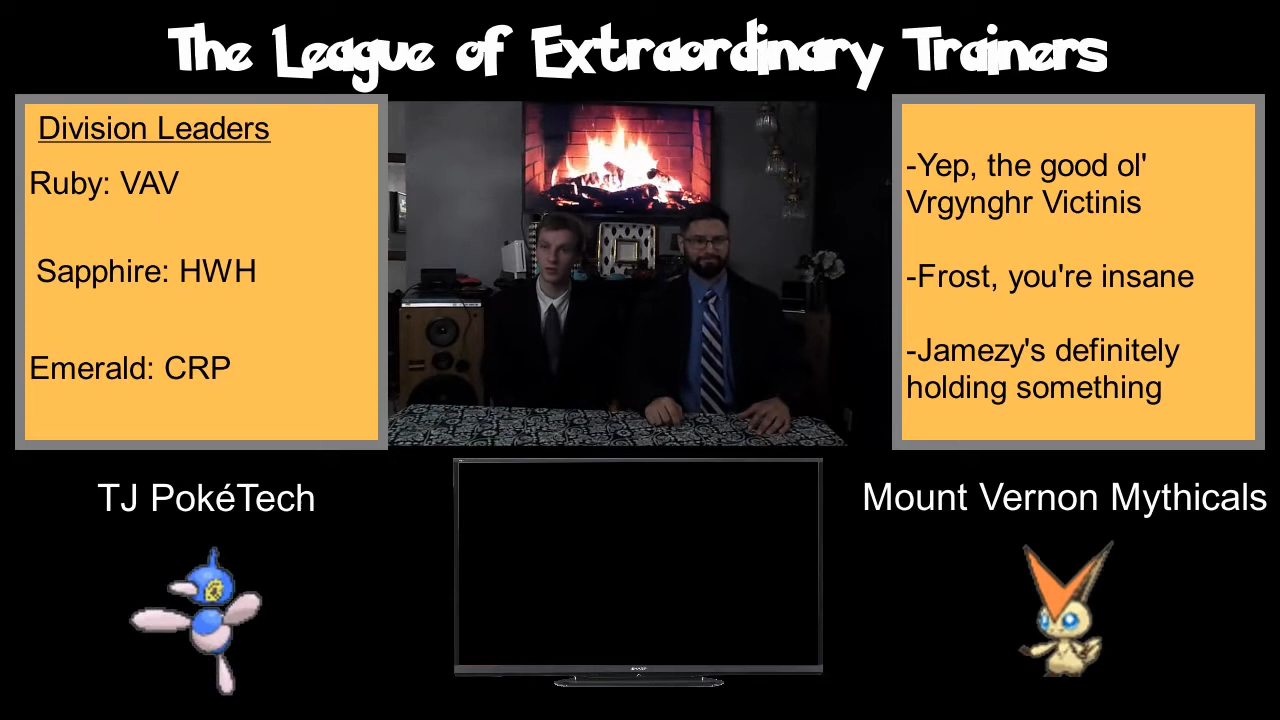 The League of Extraordinary Trainers
Division Leaders
Ruby: VAV
Sapphire: HWH
Emerald: CRP
-Yep, the good ol'
Vrgynghr Victinis
-Frost, you're insane
-Jamezy's definitely
holding something
TJ PokéTech
Mount Vernon Mythicals
SHARP